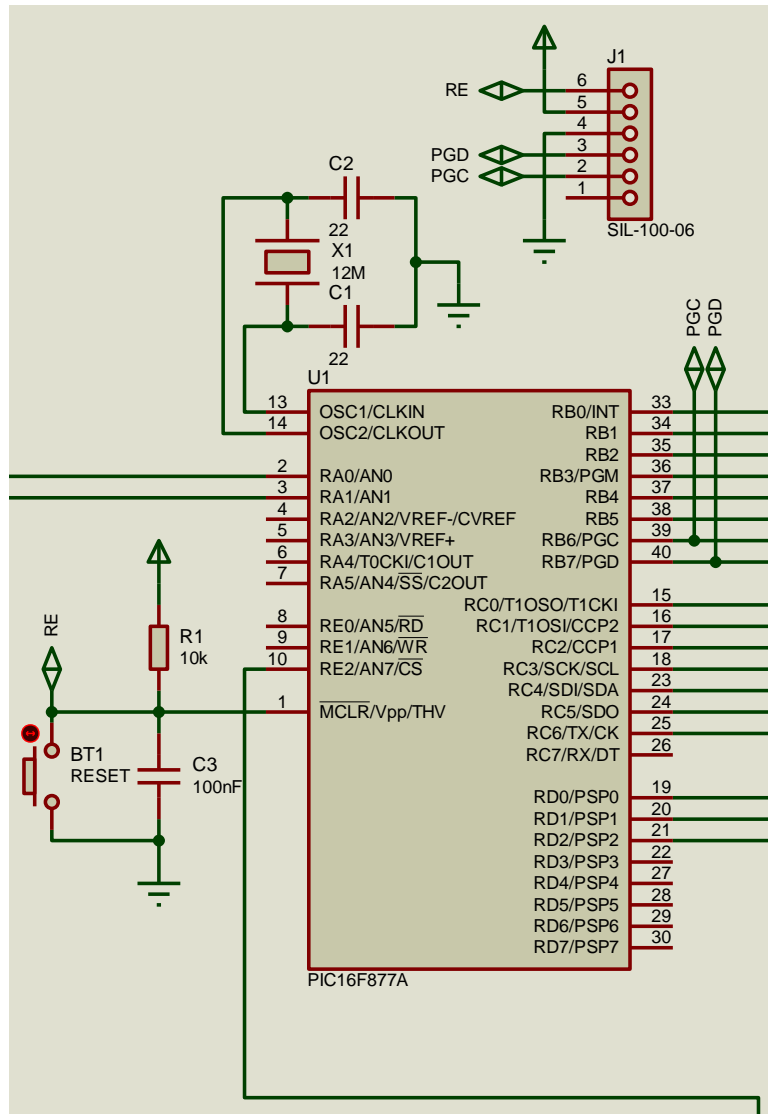 J1
RE
6
5
4
PGD
3
PGC
2
1
SIL-100-06
C2
22
X1
12M
C1
22
PGC
PGD
U1
13 OSC1/CLKIN
14 OSC2/CLKOUT
2 RA0/AN0
3 RA1/AN1
4 RA2/AN2/VREF-/CVREF
5 RA3/AN3/VREF+
6 RA4/T0CKI/C1OUT
7 RA5/AN4/SS/C2OUT
8 RE0/AN5/RD
9 RE1/AN6/WR
10 RE2/AN7/CS
1 MCLR/Vpp/THV
RB0/INT 33
RB1 34
RB2 35
RB3/PGM 36
RB4 37
RB5 38
RB6/PGC 39
RB7/PGD 40
RC0/T1OSO/T1CKI 15
RC1/T1OSI/CCP2 16
RC2/CCP1 17
RC3/SCK/SCL 18
RC4/SDI/SDA 23
RC5/SDO 24
RC6/TX/CK 25
RC7/RX/DT 26
RD0/PSP0 19
RD1/PSP1 20
RD2/PSP2 21
RD3/PSP3 22
RD4/PSP4 27
RD5/PSP5 28
RD6/PSP6 29
RD7/PSP7 30
PIC16F877A
RE
R1
10k
BT1
RESET
C3
100nF